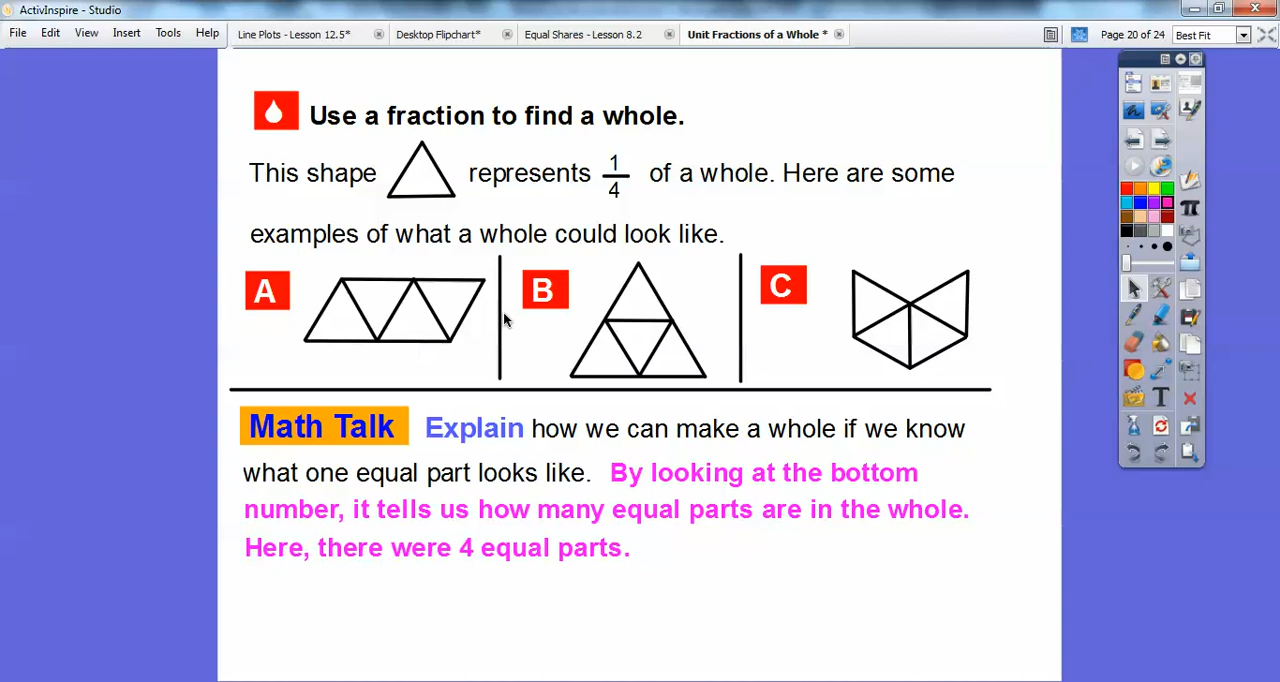 ActivInspire - Studio
File Edit View Insert Tools Help
Line Plots - Lesson 12.5* Desktop Flipchart* Equal Shares - Lesson 8.2 Unit Fractions of a Whole * Page 20 of 24 Best Fit
Use a fraction to find a whole.
This shape represents 1/4 of a whole. Here are some
examples of what a whole could look like.
A B C
Math Talk Explain how we can make a whole if we know
what one equal part looks like. By looking at the bottom
number, it tells us how many equal parts are in the whole.
Here, there were 4 equal parts.